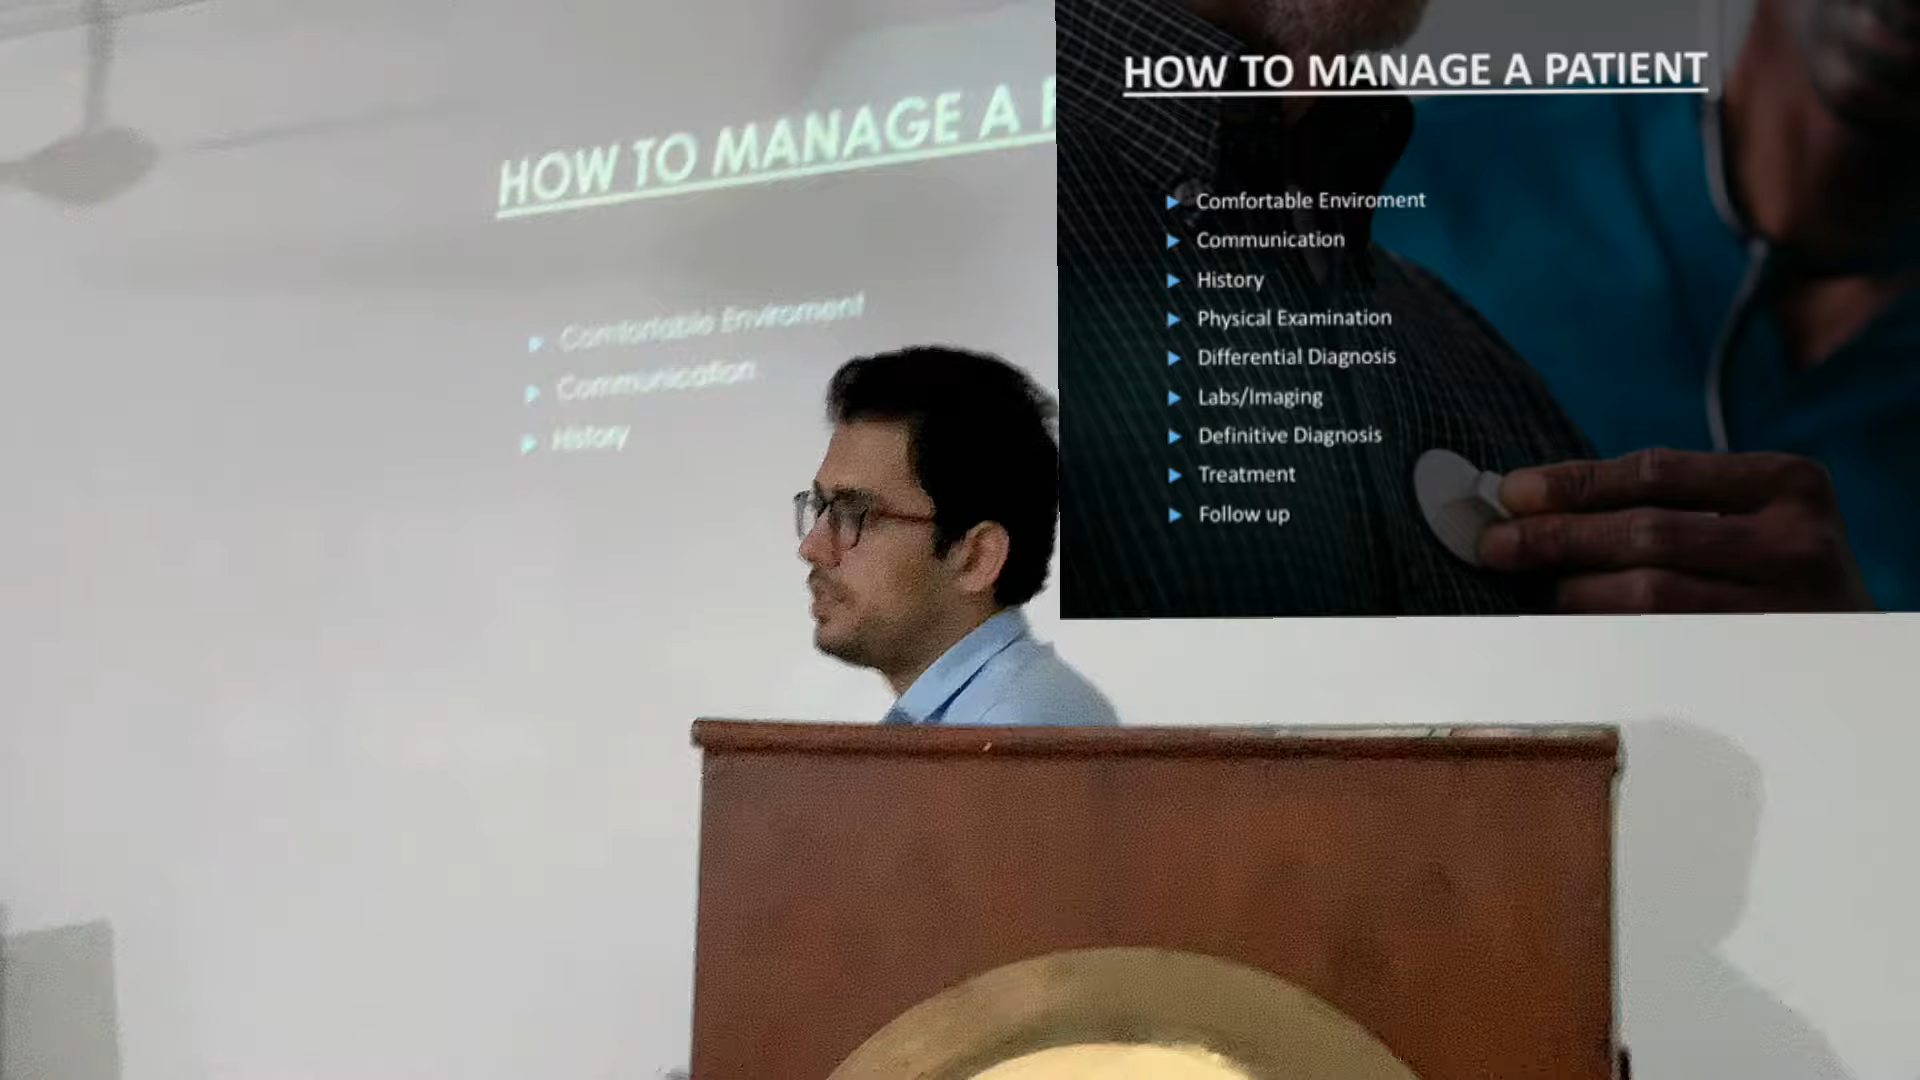 HOW TO MANAGE A
Comfortable Enviroment
Communication
History
HOW TO MANAGE A PATIENT
Comfortable Enviroment
Communication
History
Physical Examination
Differential Diagnosis
Labs/Imaging
Definitive Diagnosis
Treatment
Follow up